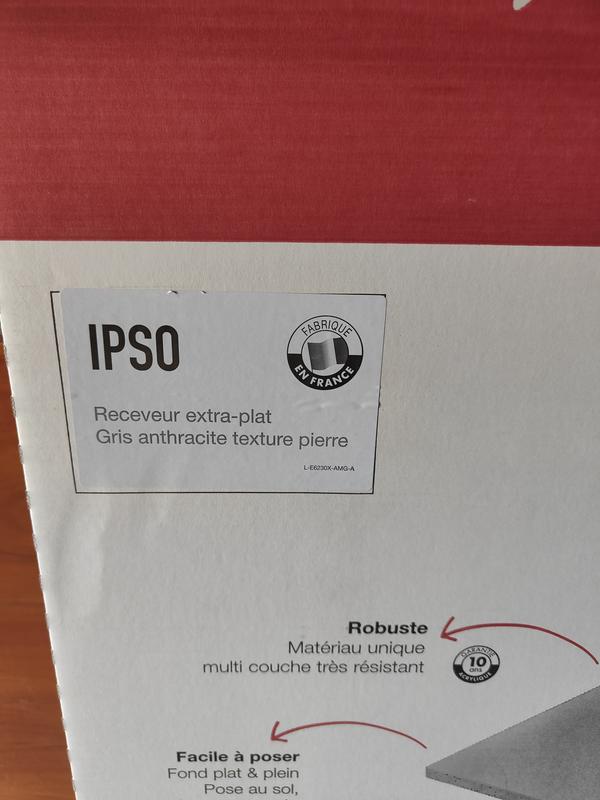 IPSO
FABRIQUÉ
EN FRANCE
Receveur extra-plat
Gris anthracite texture pierre
L-E6230X-AMG-A
Robuste
Matériau unique
multi couche très résistant
GARANTIE
10
ans
ACRYLIQUE
Facile à poser
Fond plat & plein
Pose au sol,